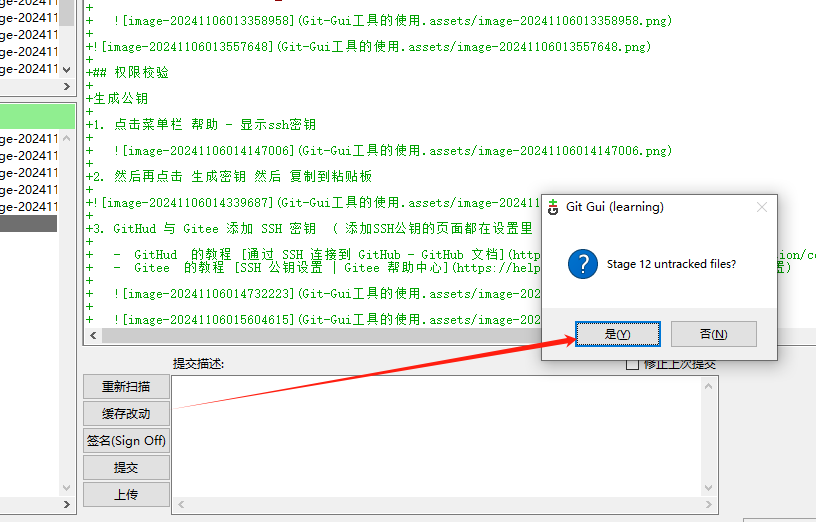 ge-202411
ge-202411
ge-202411
ge-202411
ge-202411
ge-202411
ge-202411
ge-202411
ge-202411
ge-202411
+
+   ![image-20241106013358958](Git-Gui工具的使用.assets/image-20241106013358958.png)
+
+![image-20241106013557648](Git-Gui工具的使用.assets/image-20241106013557648.png)
+
+## 权限校验
+
+生成公钥
+
+1. 点击菜单栏 帮助 - 显示ssh密钥
+
+   ![image-20241106014147006](Git-Gui工具的使用.assets/image-20241106014147006.png)
+
+2. 然后再点击 生成密钥 然后 复制到粘贴板
+
+![image-20241106014339687](Git-Gui工具的使用.assets/image-202
+
+3. GitHud 与 Gitee 添加 SSH 密钥 （ 添加SSH公钥的页面都在设置里
+
+   - GitHud 的教程 [通过 SSH 连接到 GitHub - GitHub 文档](htt
+   - Gitee 的教程 [SSH 公钥设置 | Gitee 帮助中心](https://help
+
+   ![image-20241106014732223](Git-Gui工具的使用.assets/image-202
+
+   ![image-20241106015604615](Git-Gui工具的使用.assets/image-202
Git Gui (learning)
Stage 12 untracked files?
是(Y)
否(N)
提交描述:
修正上次提交
重新扫描
缓存改动
签名(Sign Off)
提交
上传